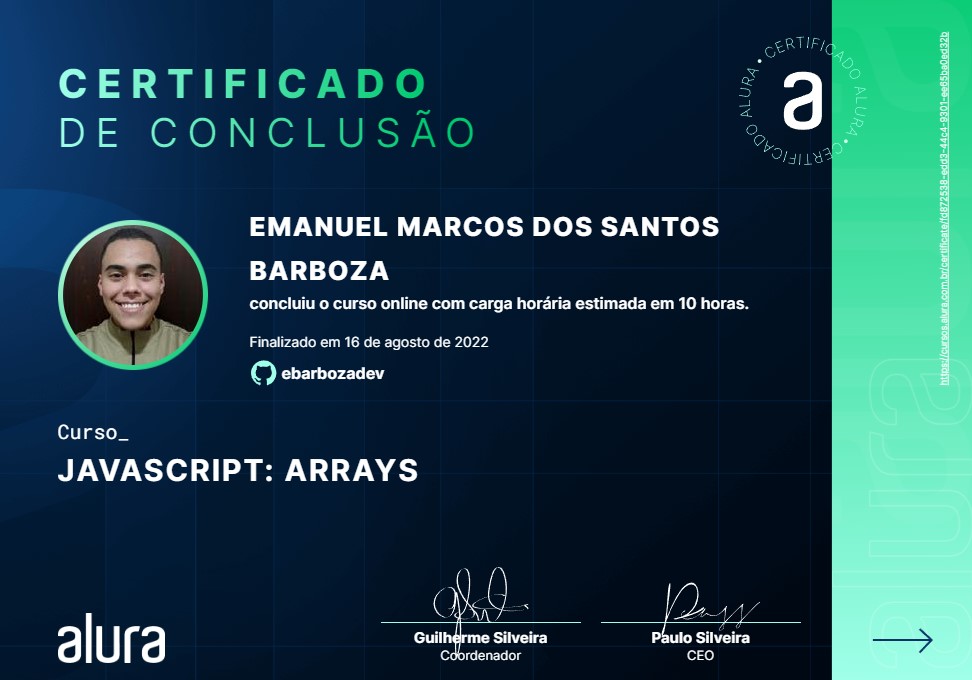 CERTIFICADO
DE CONCLUSÃO
CERTIFICADO ALURA • CERTIFICADO ALURA •
a
EMANUEL MARCOS DOS SANTOS
BARBOZA
concluiu o curso online com carga horária estimada em 10 horas.
Finalizado em 16 de agosto de 2022
ebarbozadev
Curso_
JAVASCRIPT: ARRAYS
alura
Guilherme Silveira
Coordenador
Paulo Silveira
CEO
alura